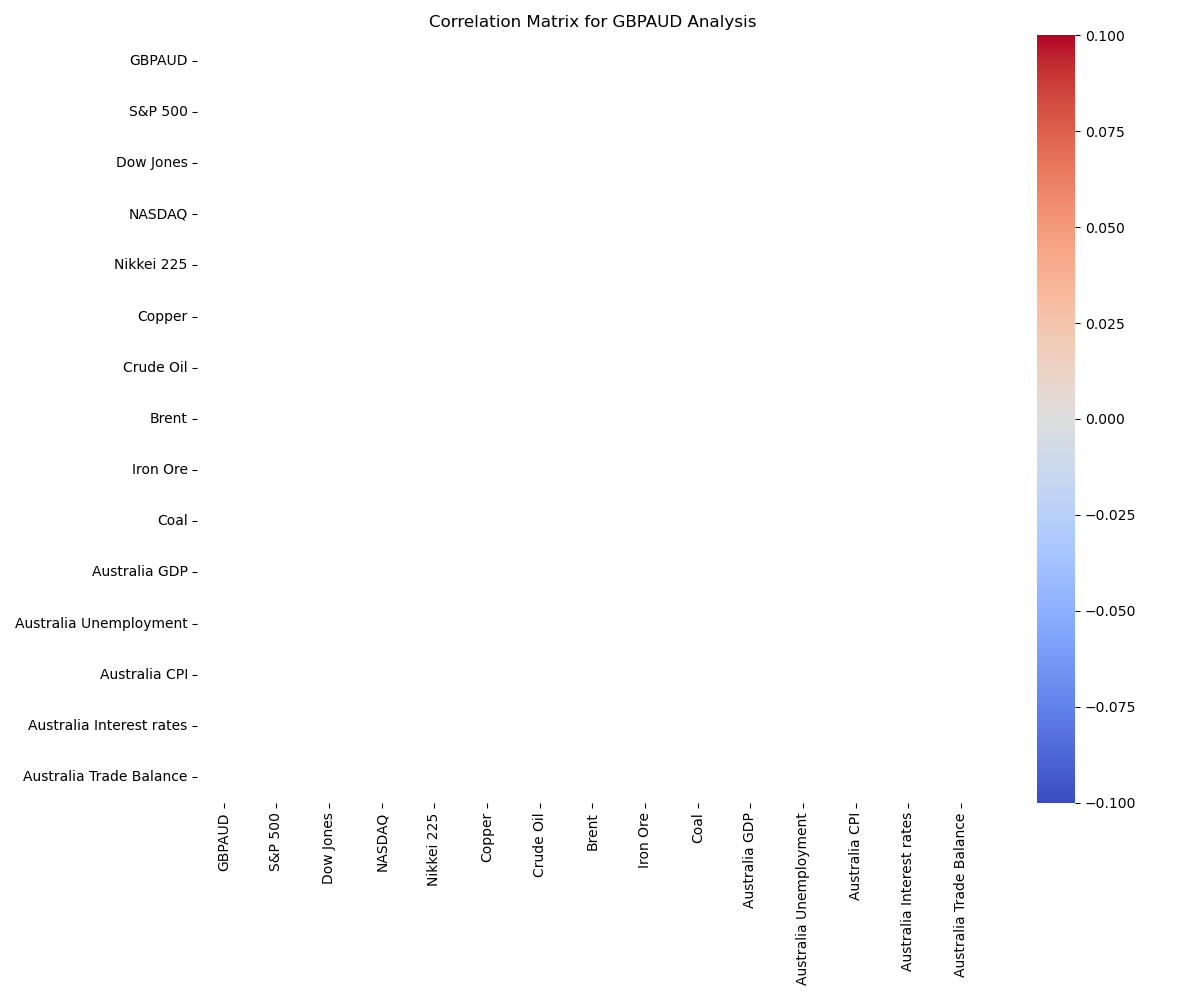 Correlation Matrix for GBPAUD Analysis
GBPAUD
S&P 500
Dow Jones
NASDAQ
Nikkei 225
Copper
Crude Oil
Brent
Iron Ore
Coal
Australia GDP
Australia Unemployment
Australia CPI
Australia Interest rates
Australia Trade Balance
GBPAUD
S&P 500
Dow Jones
NASDAQ
Nikkei 225
Copper
Crude Oil
Brent
Iron Ore
Coal
Australia GDP
Australia Unemployment
Australia CPI
Australia Interest rates
Australia Trade Balance
0.100
0.075
0.050
0.025
0.000
−0.025
−0.050
−0.075
−0.100